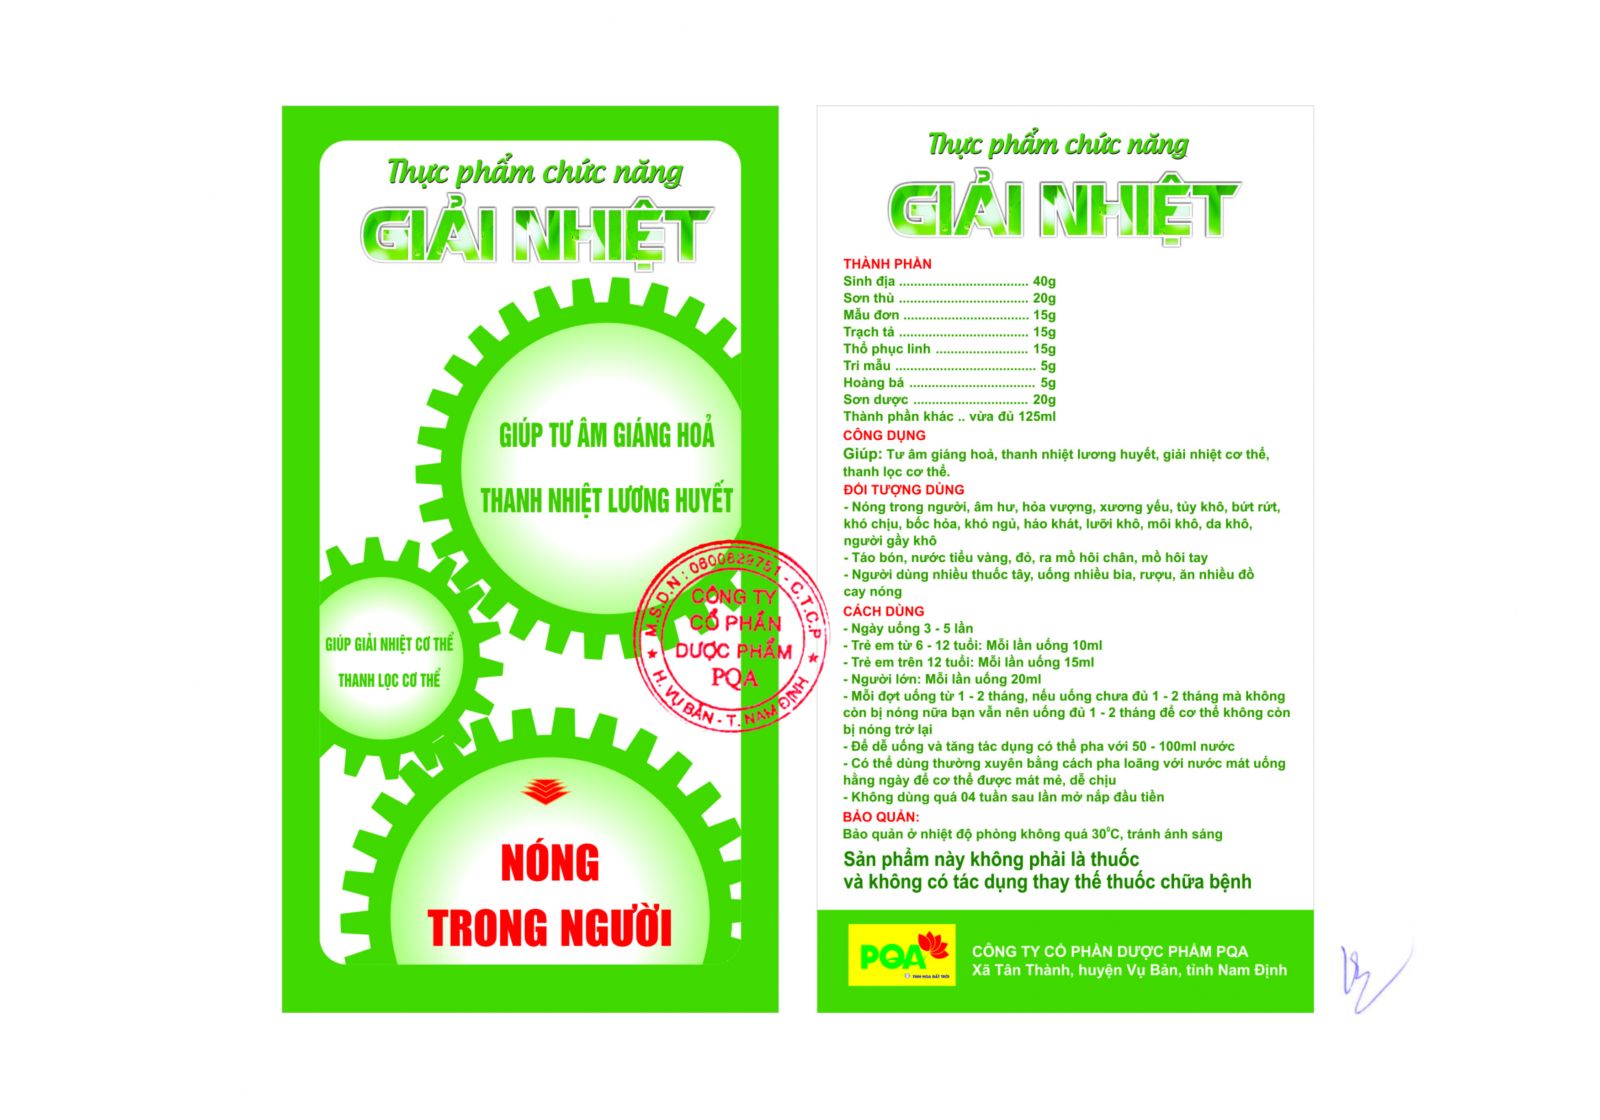 Thực phẩm chức năng
GIẢI NHIỆT
GIÚP TƯ ÂM GIÁNG HOẢ
THANH NHIỆT LƯƠNG HUYẾT
GIÚP GIẢI NHIỆT CƠ THỂ
THANH LỌC CƠ THỂ
NÓNG
TRONG NGƯỜI
M.S.D.N: 0600829751 - C.T.C.P
CÔNG TY
CỔ PHẦN
DƯỢC PHẨM
PQA
H. VỤ BẢN - T. NAM ĐỊNH
Thực phẩm chức năng
GIẢI NHIỆT
THÀNH PHẦN
Sinh địa ................................... 40g
Sơn thù ................................... 20g
Mẫu đơn .................................. 15g
Trạch tả ................................... 15g
Thổ phục linh ......................... 15g
Tri mẫu ...................................... 5g
Hoàng bá .................................. 5g
Sơn dược ............................... 20g
Thành phần khác .. vừa đủ 125ml
CÔNG DỤNG
Giúp: Tư âm giáng hoả, thanh nhiệt lương huyết, giải nhiệt cơ thể,
thanh lọc cơ thể.
ĐỐI TƯỢNG DÙNG
- Nóng trong người, âm hư, hỏa vượng, xương yếu, tủy khô, bứt rứt,
khó chịu, bốc hỏa, khó ngủ, háo khát, lưỡi khô, môi khô, da khô,
người gầy khô
- Táo bón, nước tiểu vàng, đỏ, ra mồ hôi chân, mồ hôi tay
- Người dùng nhiều thuốc tây, uống nhiều bia, rượu, ăn nhiều đồ
cay nóng
CÁCH DÙNG
- Ngày uống 3 - 5 lần
- Trẻ em từ 6 - 12 tuổi: Mỗi lần uống 10ml
- Trẻ em trên 12 tuổi: Mỗi lần uống 15ml
- Người lớn: Mỗi lần uống 20ml
- Mỗi đợt uống từ 1 - 2 tháng, nếu uống chưa đủ 1 - 2 tháng mà không
còn bị nóng nữa bạn vẫn nên uống đủ 1 - 2 tháng để cơ thể không còn
bị nóng trở lại
- Để dễ uống và tăng tác dụng có thể pha với 50 - 100ml nước
- Có thể dùng thường xuyên bằng cách pha loãng với nước mát uống
hằng ngày để cơ thể được mát mẻ, dễ chịu
- Không dùng quá 04 tuần sau lần mở nắp đầu tiền
BẢO QUẢN:
Bảo quản ở nhiệt độ phòng không quá 30°C, tránh ánh sáng
Sản phẩm này không phải là thuốc
và không có tác dụng thay thế thuốc chữa bệnh
PQA
TINH HOA ĐẤT TRỜI
CÔNG TY CỔ PHẦN DƯỢC PHẨM PQA
Xã Tân Thành, huyện Vụ Bản, tỉnh Nam Định